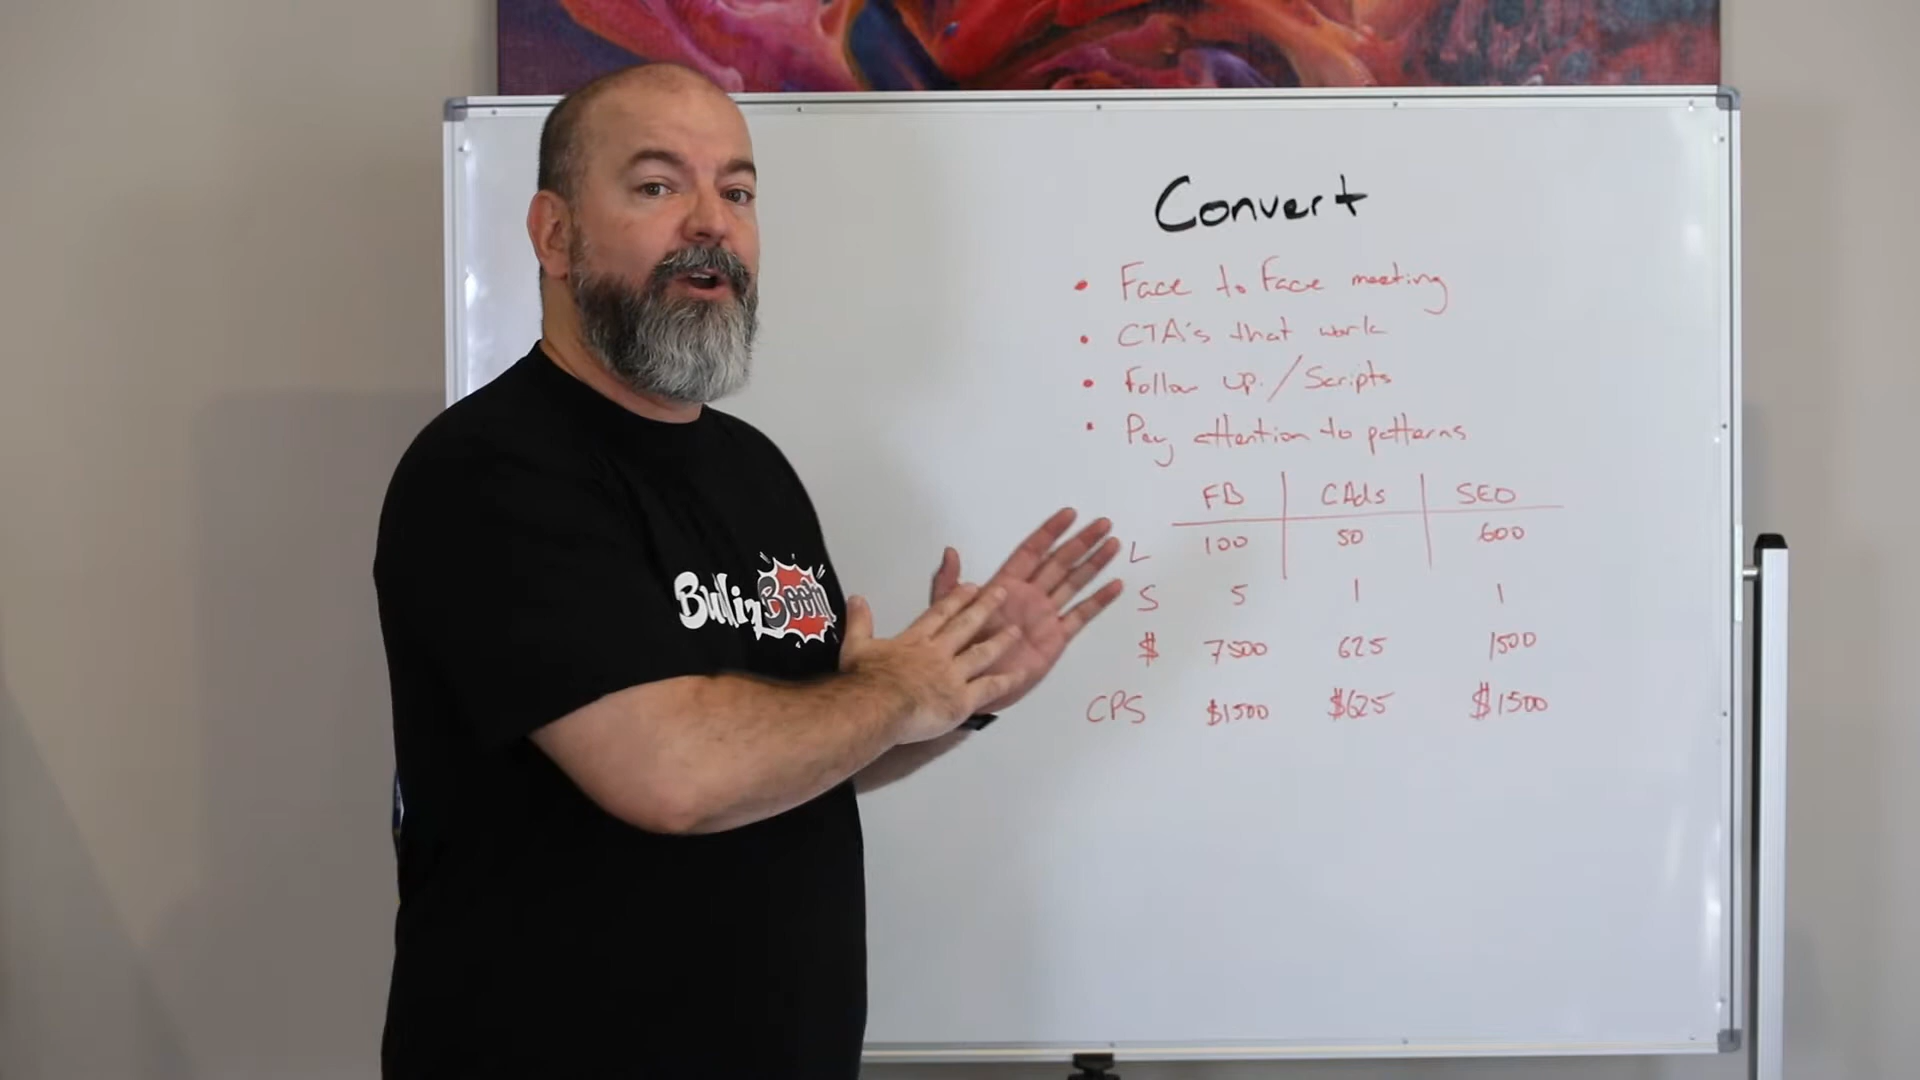 Convert
• Face to Face meeting
• CTA's that work
• Follow up. / Scripts
• Pay attention to patterns
FB CAds SEO
L 100 50 600
S 5 1 1
$ 7500 625 1500
CPS $1500 $625 $1500
BuiltzBoom